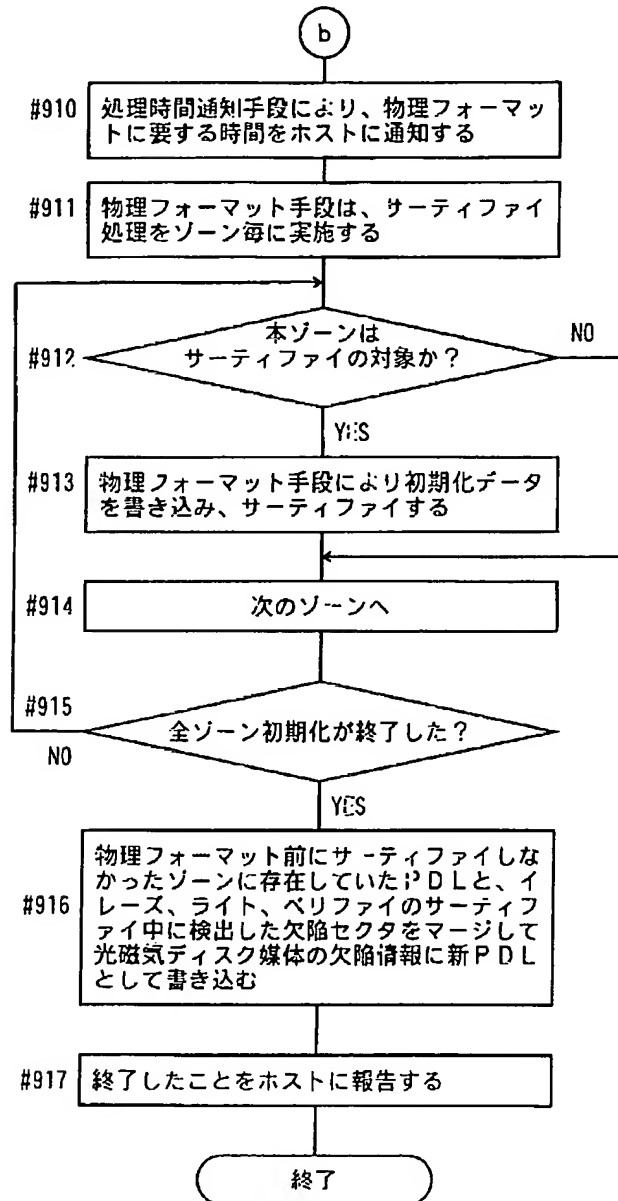 b
#910
処理時間通知手段により、物理フォーマッ
トに要する時間をホストに通知する
#911
物理フォーマット手段は、サーティファイ
処理をゾーン毎に実施する
#912
本ゾーンは
サーティファイの対象か?
NO
YES
#913
物理フォーマット手段により初期化データ
を書き込み、サーティファイする
#914
次のゾーンへ
#915
全ゾーン初期化が終了した?
NO
YES
#916
物理フォーマット前にサーティファイしな
かったゾーンに存在していたPDLと、イ
レーズ、ライト、ベリファイのサーティフ
ァイ中に検出した欠陥セクタをマージして
光磁気ディスク媒体の欠陥情報に新PDL
として書き込む
#917
終了したことをホストに報告する
終了